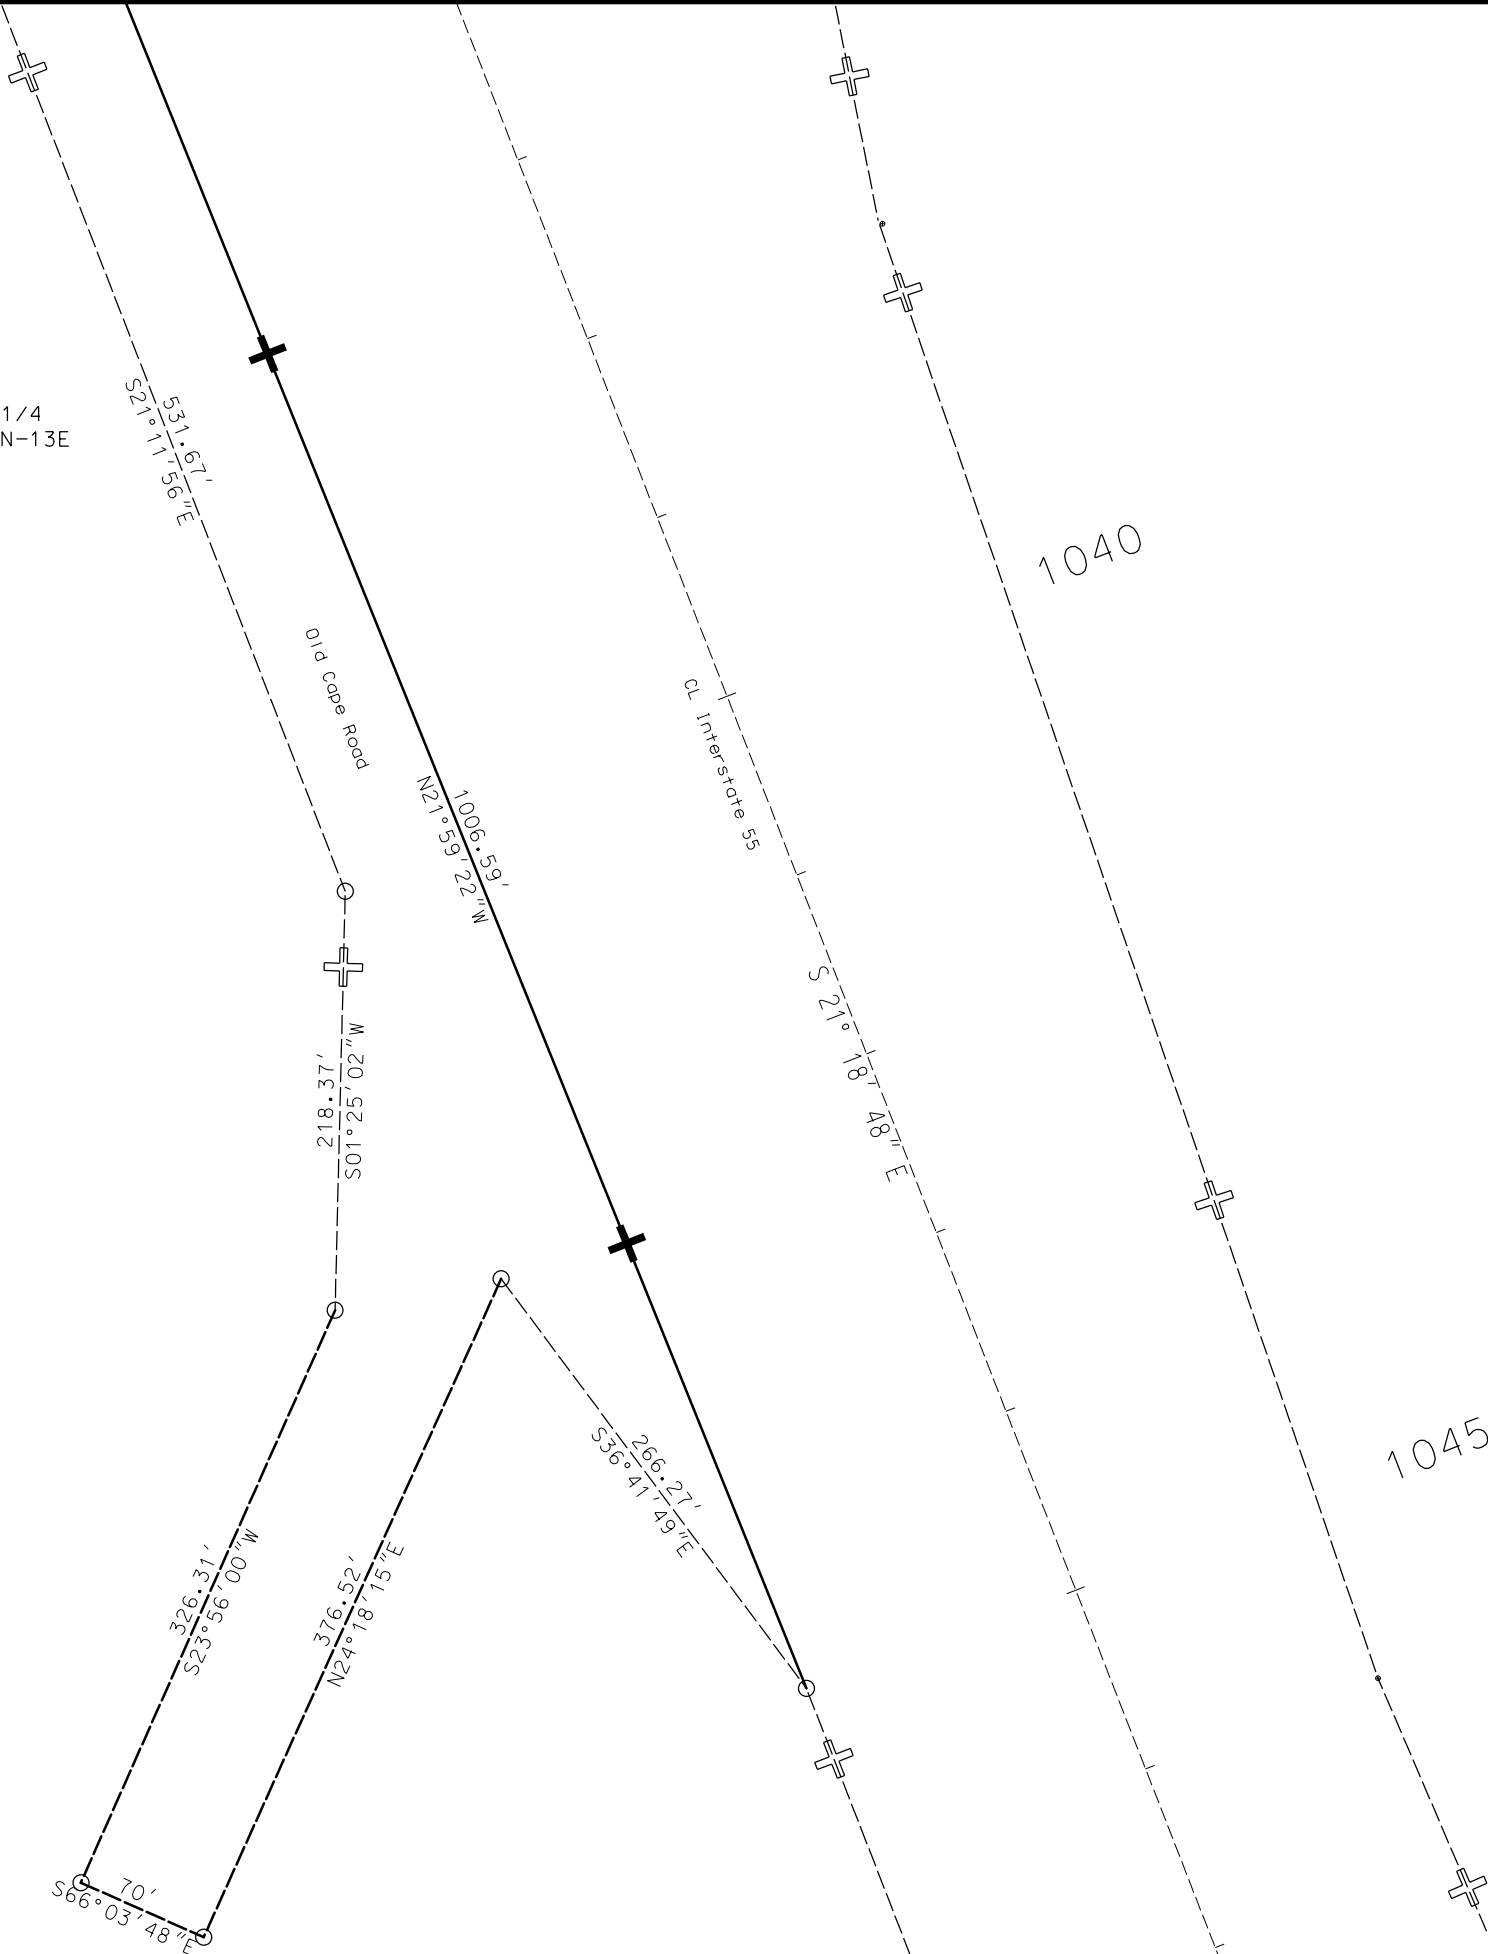 1/4
N-13E
531.67'
S21°11'56"E
1040
Old Cape Road
CL Interstate 55
1006.59'
N21°59'22"W
S 21° 18' 48" E
218.37'
S01°25'02"W
266.27'
S36°41'49"E
1045
326.31'
S23°56'00"W
376.52'
N24°18'15"E
70'
S66°03'48"E